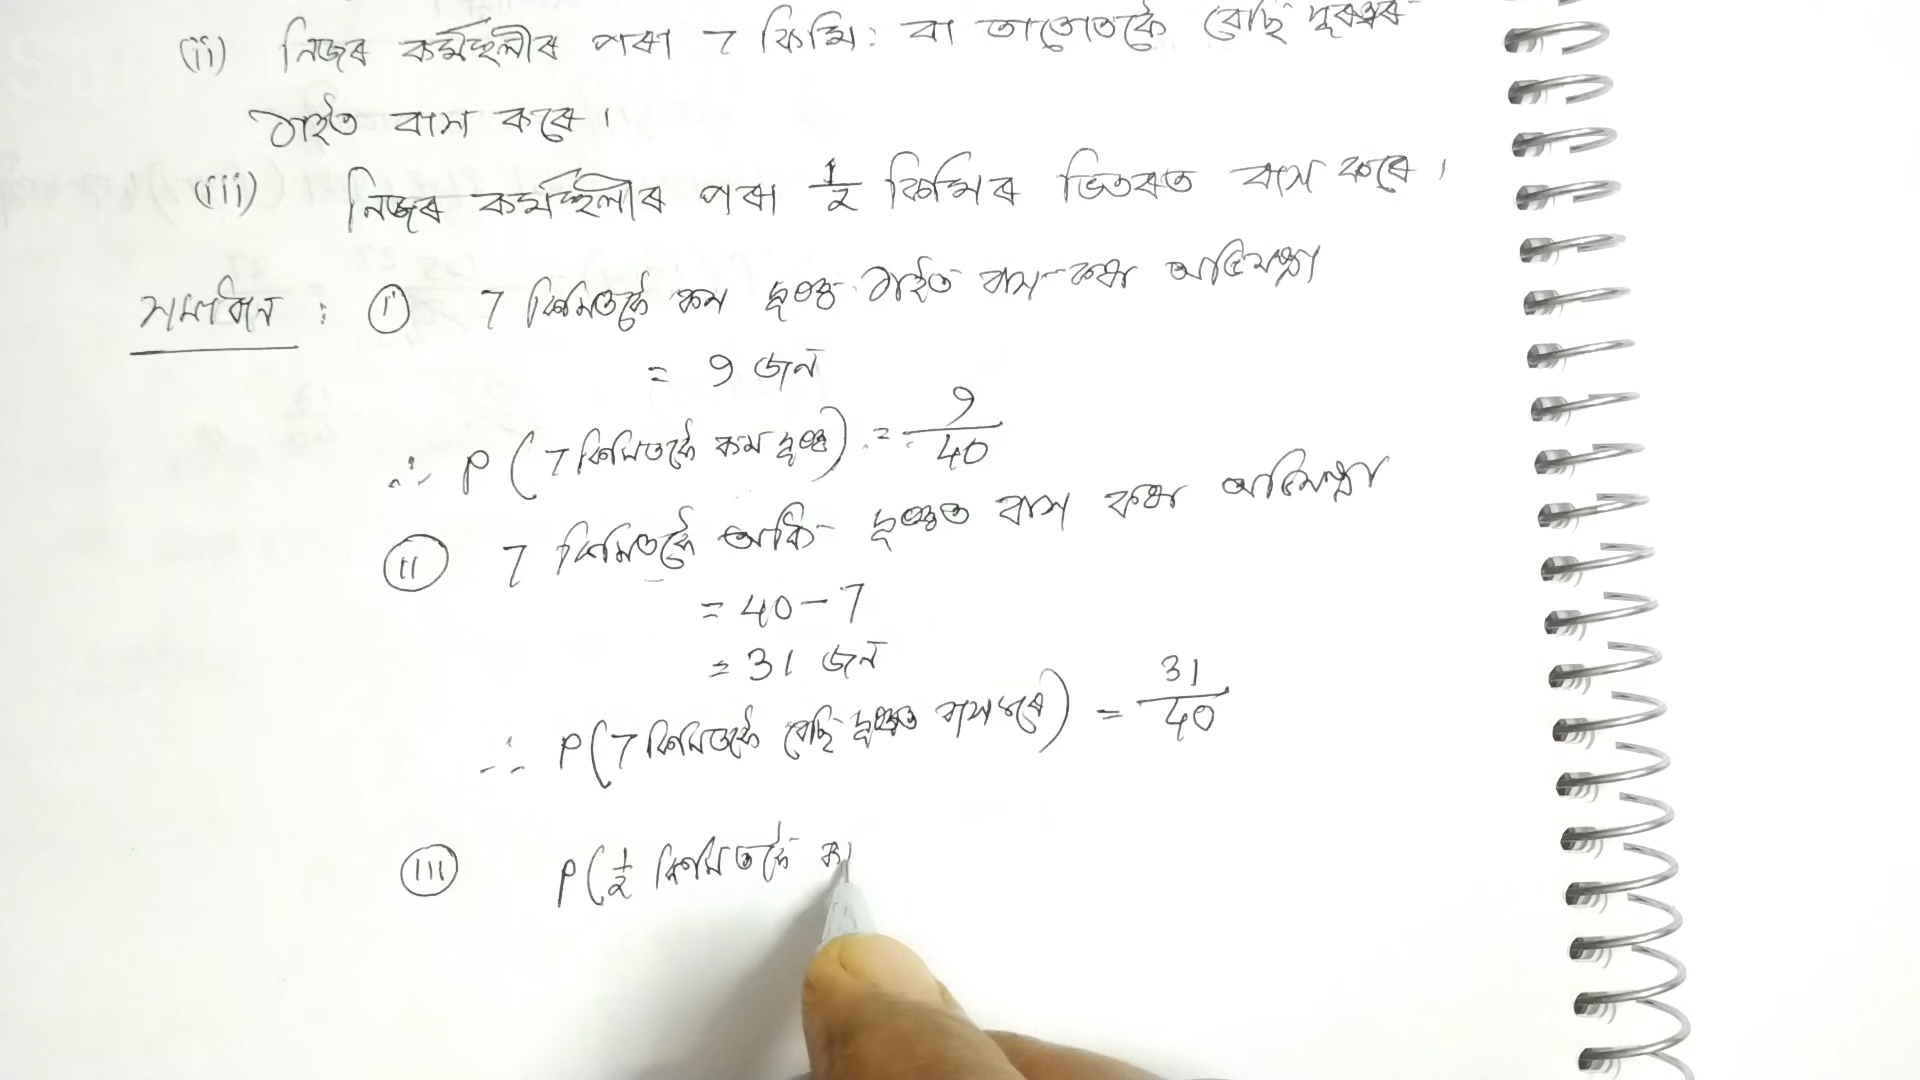 (ii) নিজৰ কৰ্মস্থলীৰ পৰা 7 কিমি: বা তাতোতকৈ বেছি দূৰত্বৰ
ঠাইত বাস কৰে।
(iii) নিজৰ কৰ্মস্থলীৰ পৰা 1/2 কিমিৰ ভিতৰত বাস কৰে।
সমাধান : (i) 7 কিমিতকৈ কম দূৰত্বৰ ঠাইত বাস কৰা অভিযন্তা
= 9 জন
∴ P (7 কিমিতকৈ কম দূৰত্ব) = 9/40
(ii) 7 কিমিতকৈ অধিক দূৰত্বত বাস কৰা অভিযন্তা
= 40 - 7
= 31 জন
∴ P(7 কিমিতকৈ বেছি দূৰত্বত বাস কৰে) = 31/40
(iii) P(1/2 কিমিতকৈ ক